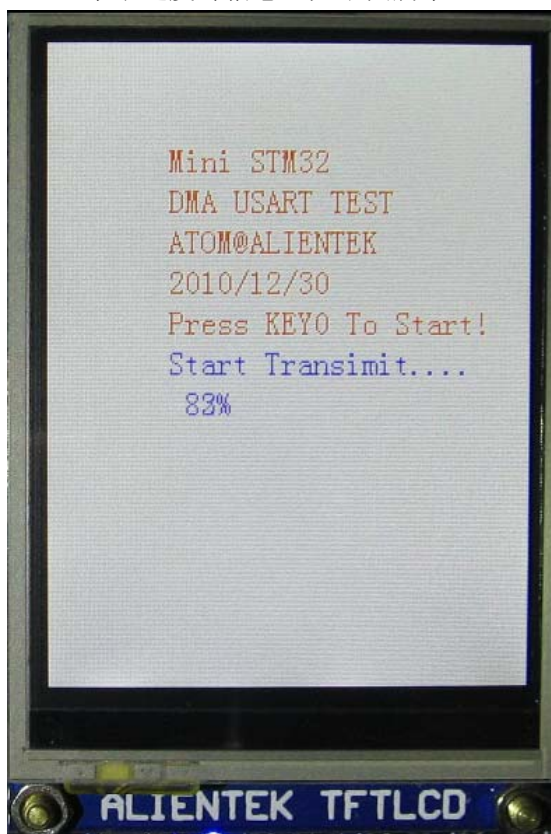 Mini STM32
DMA USART TEST
ATOM@ALIENTEK
2010/12/30
Press KEY0 To Start!
Start Transimit....
83%
ALIENTEK TFTLCD